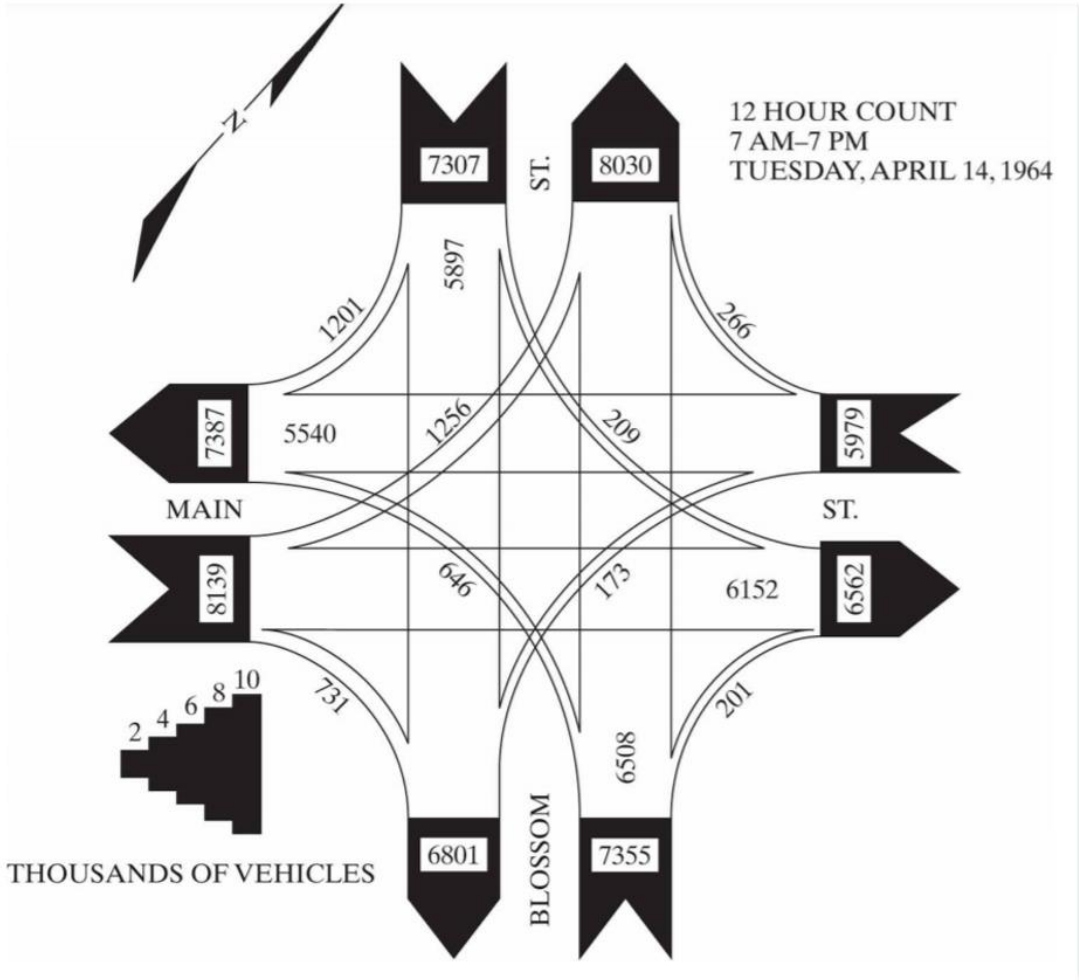 N
12 HOUR COUNT
7 AM–7 PM
TUESDAY, APRIL 14, 1964
7307
ST.
8030
5897
1201
266
7387
5540
1256
209
5979
MAIN
ST.
8139
646
173
6152
6562
731
201
2 4 6 8 10
6508
THOUSANDS OF VEHICLES
6801
BLOSSOM
7355